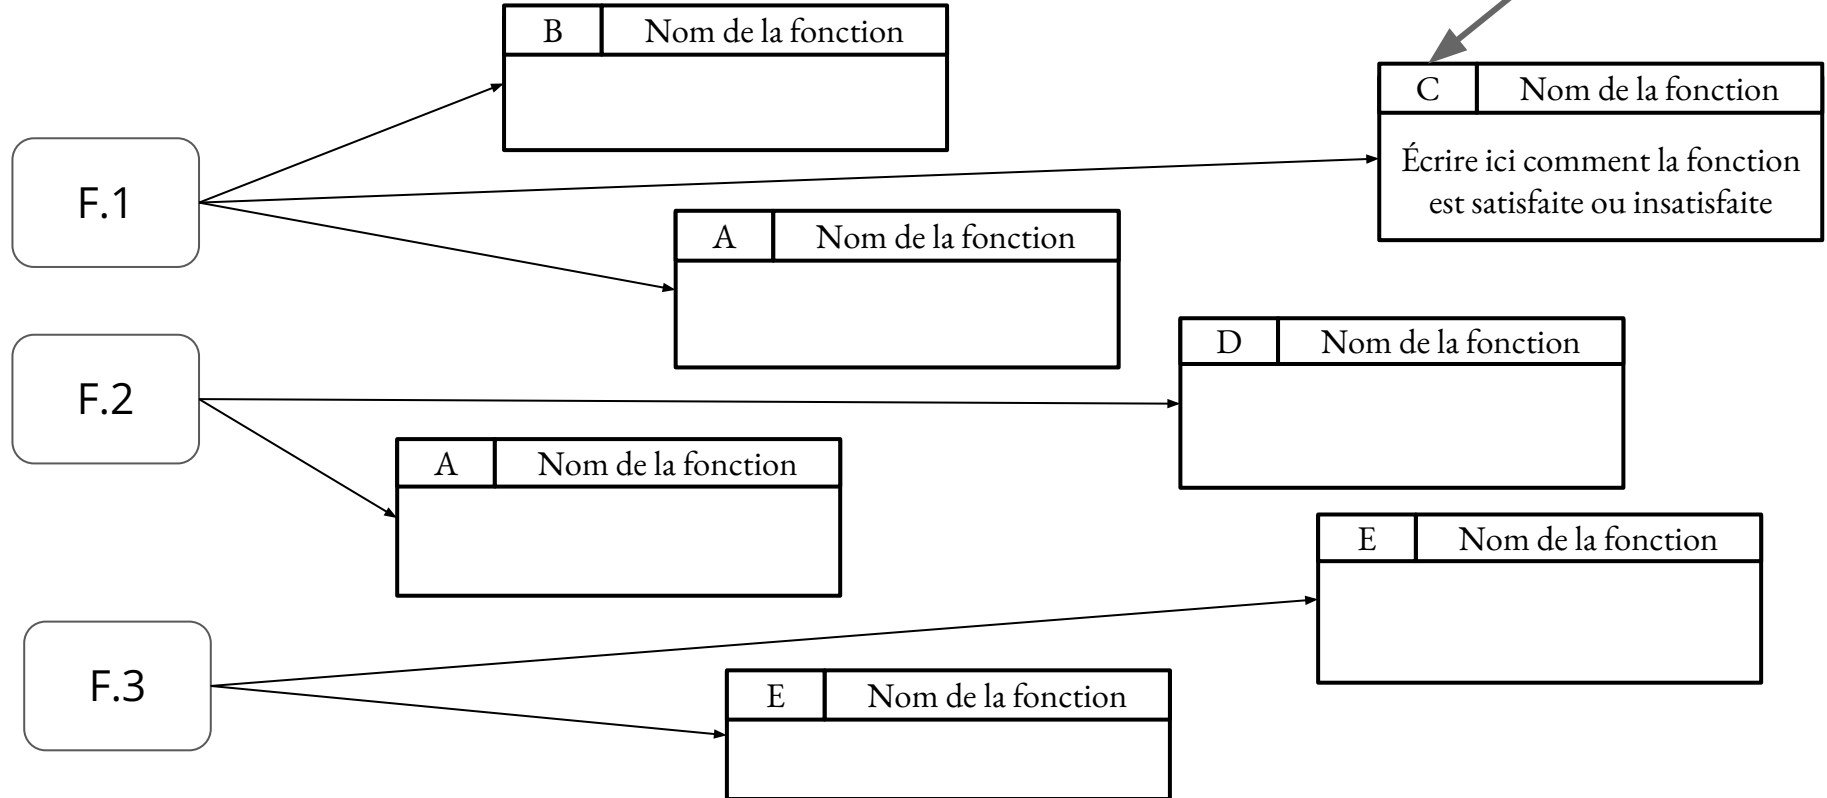 B Nom de la fonction
C Nom de la fonction
Écrire ici comment la fonction
est satisfaite ou insatisfaite
F.1
A Nom de la fonction
D Nom de la fonction
F.2
A Nom de la fonction
E Nom de la fonction
F.3
E Nom de la fonction